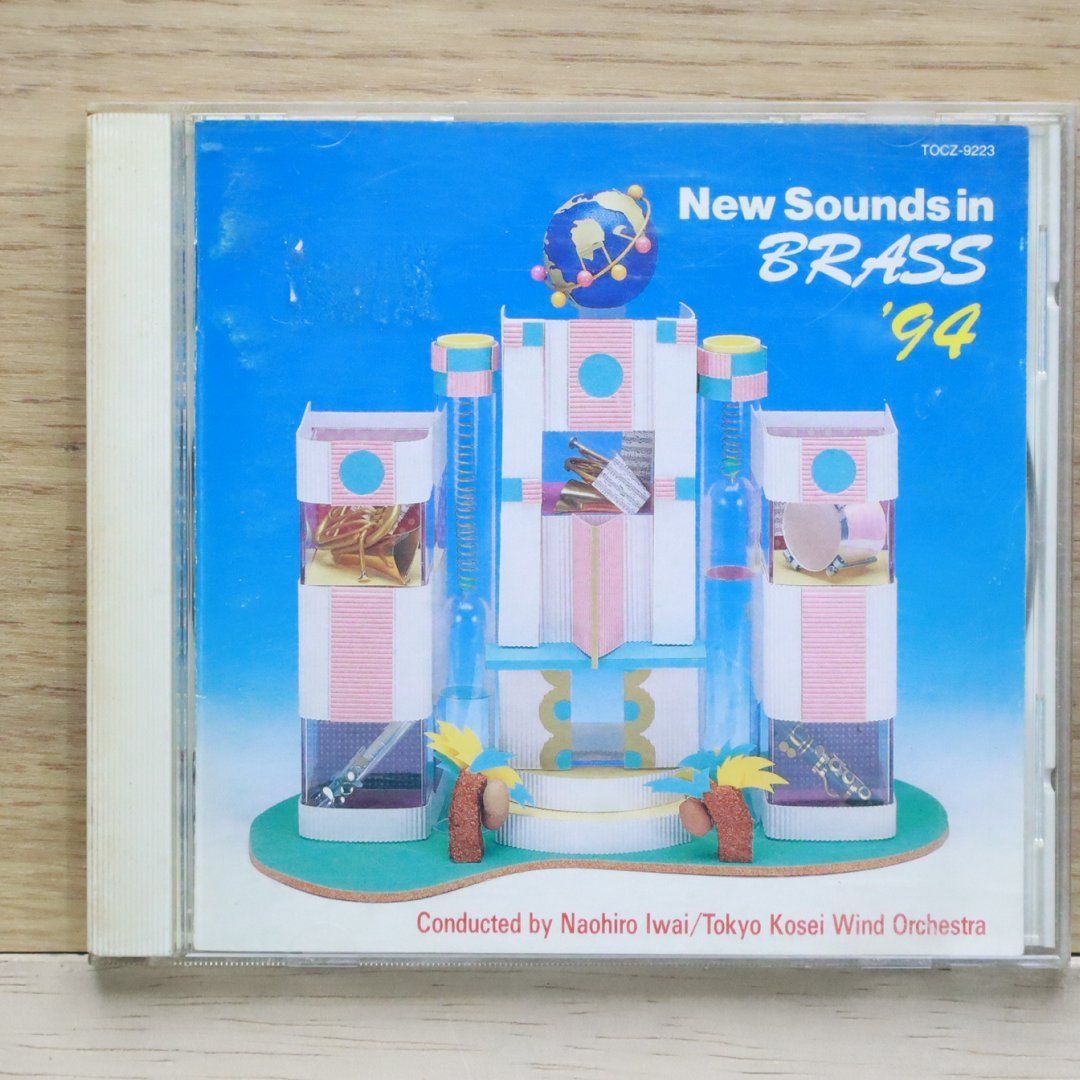 TOCZ-9223
New Sounds in
BRASS
'94
Conducted by Naohiro Iwai/Tokyo Kosei Wind Orchestra